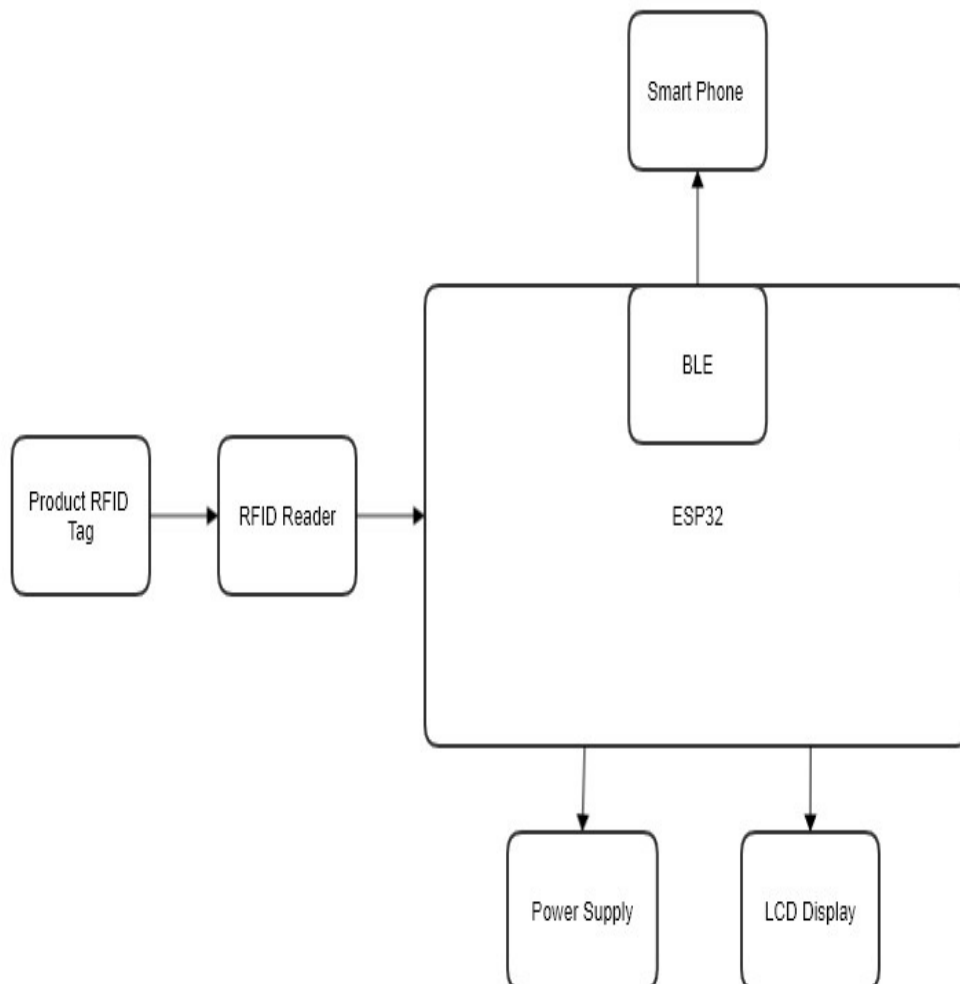 Smart Phone
BLE
Product RFID
Tag
RFID Reader
ESP32
Power Supply
LCD Display